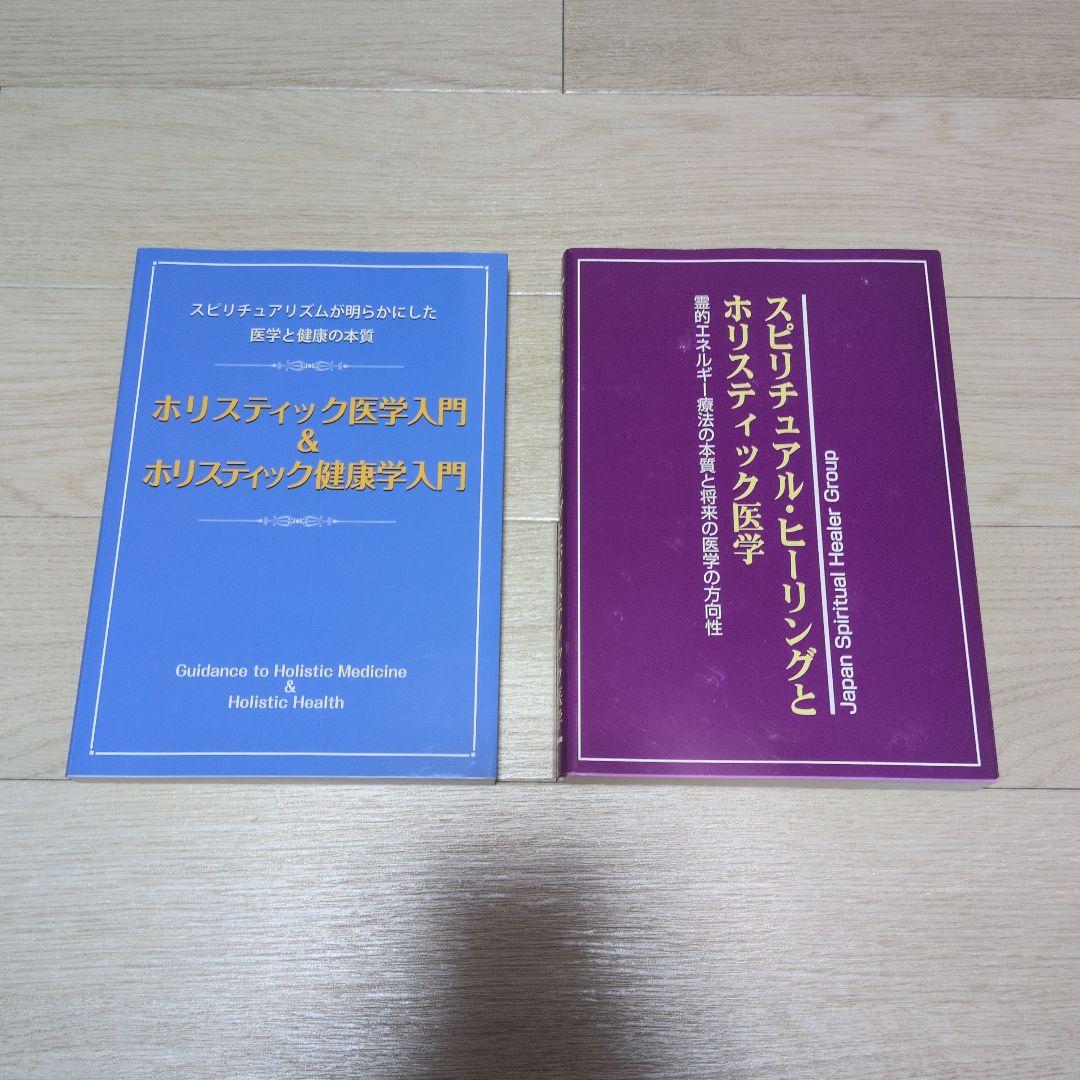 スピリチュアリズムが明らかにした
医学と健康の本質
ホリスティック医学入門
&
ホリスティック健康学入門
Guidance to Holistic Medicine
&
Holistic Health
Japan Spiritual Healer Group
スピリチュアル・ヒーリングと
ホリスティック医学
霊的エネルギー療法の本質と将来の医学の方向性